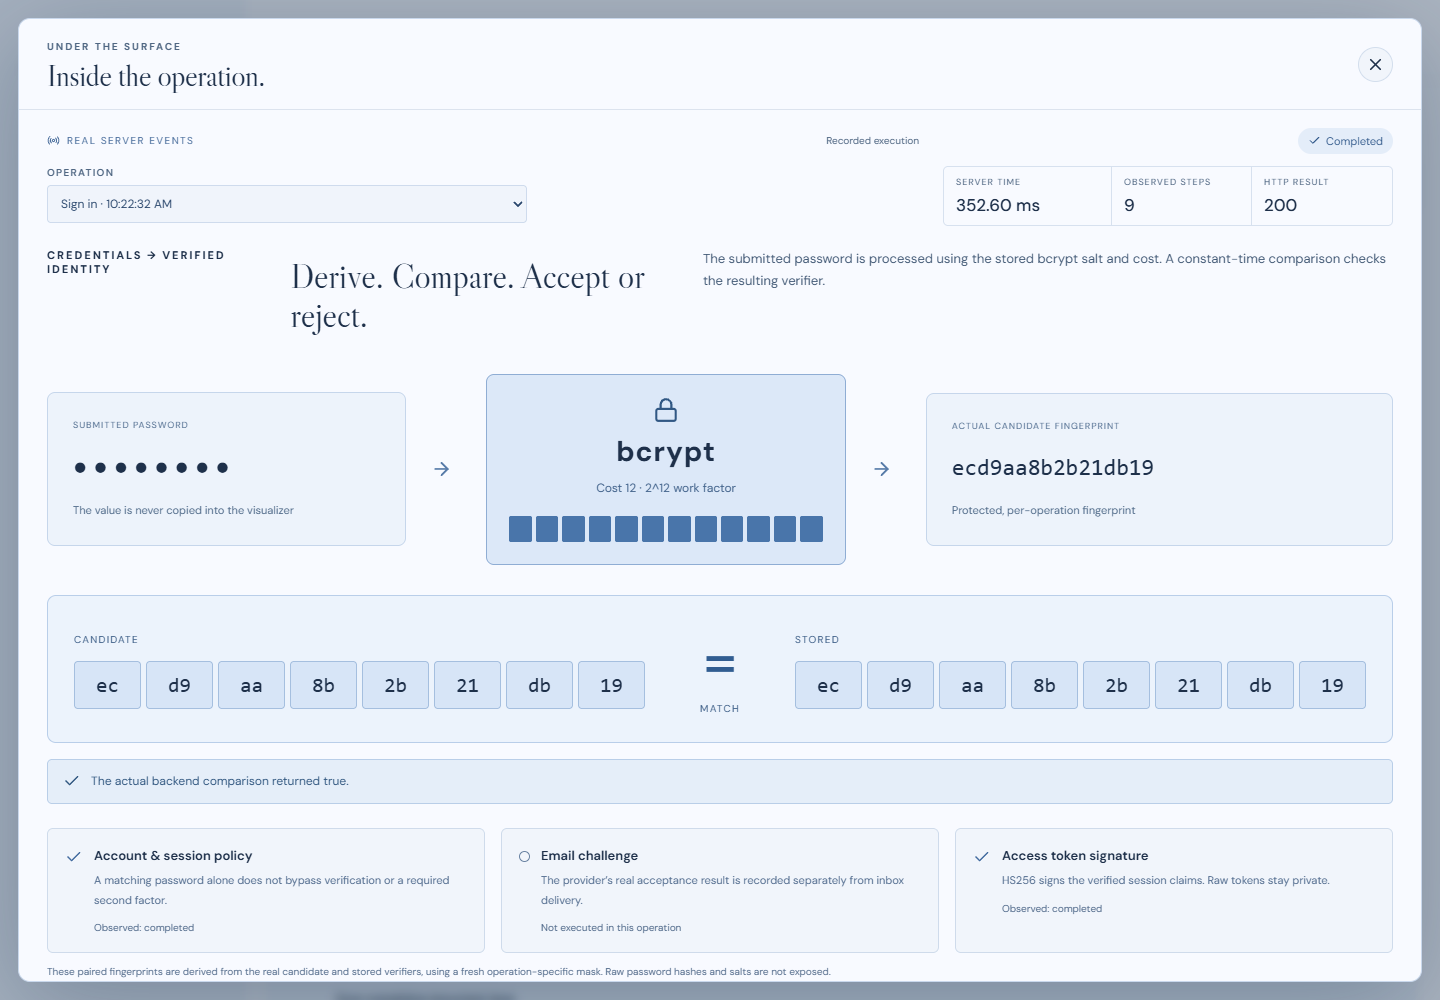 UNDER THE SURFACE
Inside the operation.
REAL SERVER EVENTS
Recorded execution
Completed
OPERATION
Sign in · 10:22:32 AM
SERVER TIME
352.60 ms
OBSERVED STEPS
9
HTTP RESULT
200
CREDENTIALS → VERIFIED
IDENTITY
Derive. Compare. Accept or
reject.
The submitted password is processed using the stored bcrypt salt and cost. A constant-time comparison checks
the resulting verifier.
SUBMITTED PASSWORD
● ● ● ● ● ● ● ●
The value is never copied into the visualizer
→
bcrypt
Cost 12 · 2^12 work factor
→
ACTUAL CANDIDATE FINGERPRINT
ecd9aa8b2b21db19
Protected, per-operation fingerprint
CANDIDATE
ec d9 aa 8b 2b 21 db 19
=
MATCH
STORED
ec d9 aa 8b 2b 21 db 19
The actual backend comparison returned true.
Account & session policy
A matching password alone does not bypass verification or a required
second factor.
Observed: completed
Email challenge
The provider's real acceptance result is recorded separately from inbox
delivery.
Not executed in this operation
Access token signature
HS256 signs the verified session claims. Raw tokens stay private.
Observed: completed
These paired fingerprints are derived from the real candidate and stored verifiers, using a fresh operation-specific mask. Raw password hashes and salts are not exposed.